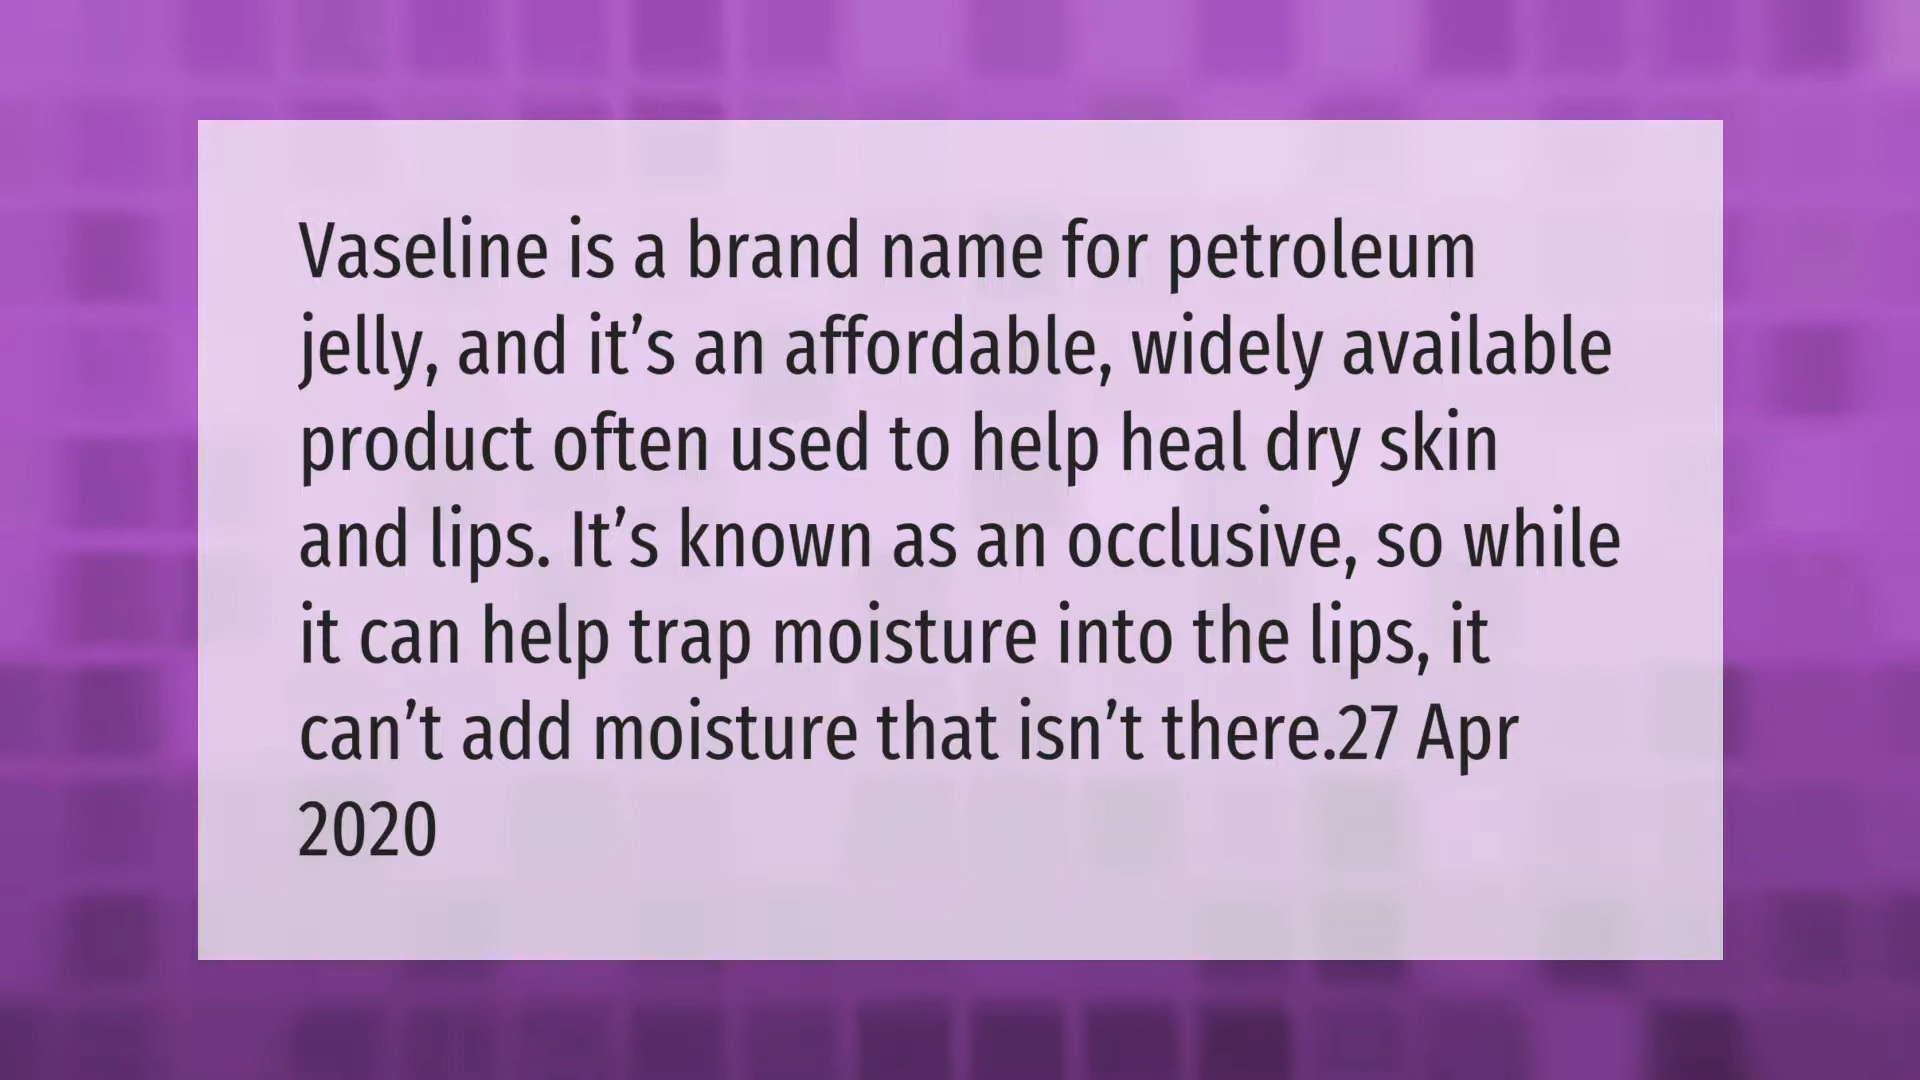 Vaseline is a brand name for petroleum
jelly, and it’s an affordable, widely available
product often used to help heal dry skin
and lips. It’s known as an occlusive, so while
it can help trap moisture into the lips, it
can’t add moisture that isn’t there.27 Apr
2020